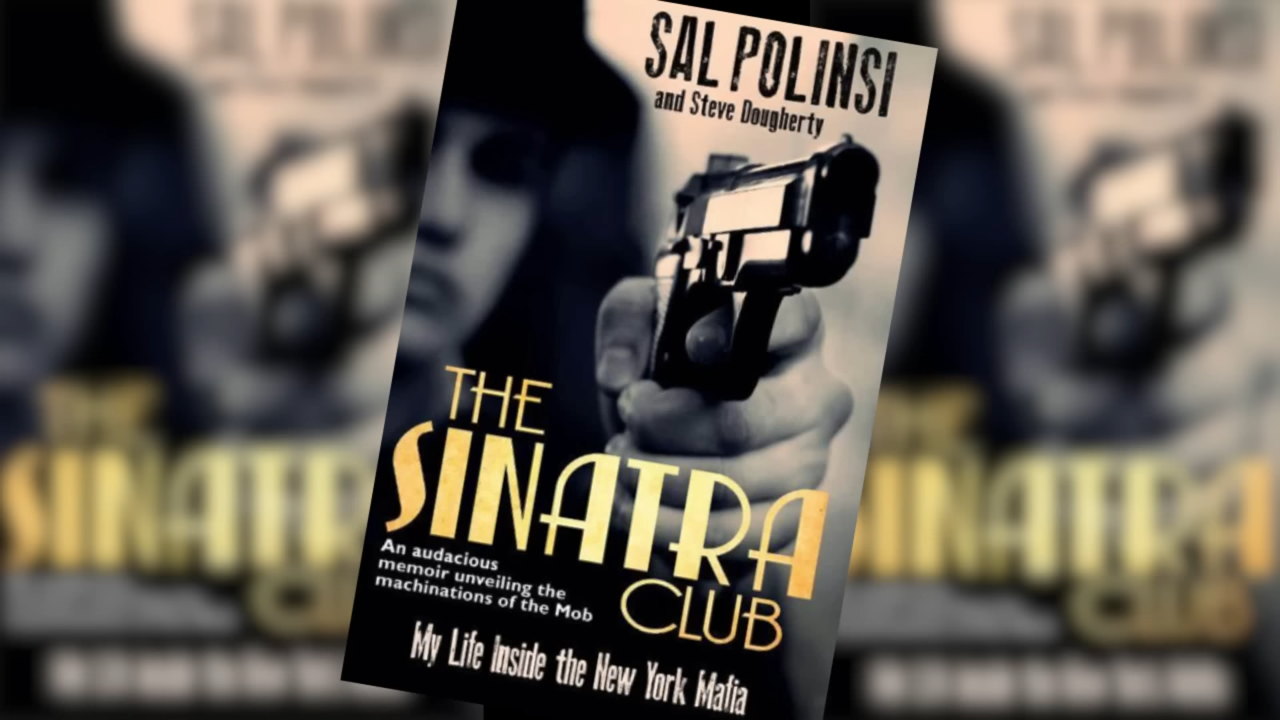 SAL POLINSI
and Steve Dougherty
THE
SINATRA
CLUB
An audacious
memoir unveiling the
machinations of the Mob
My Life Inside the New York Mafia